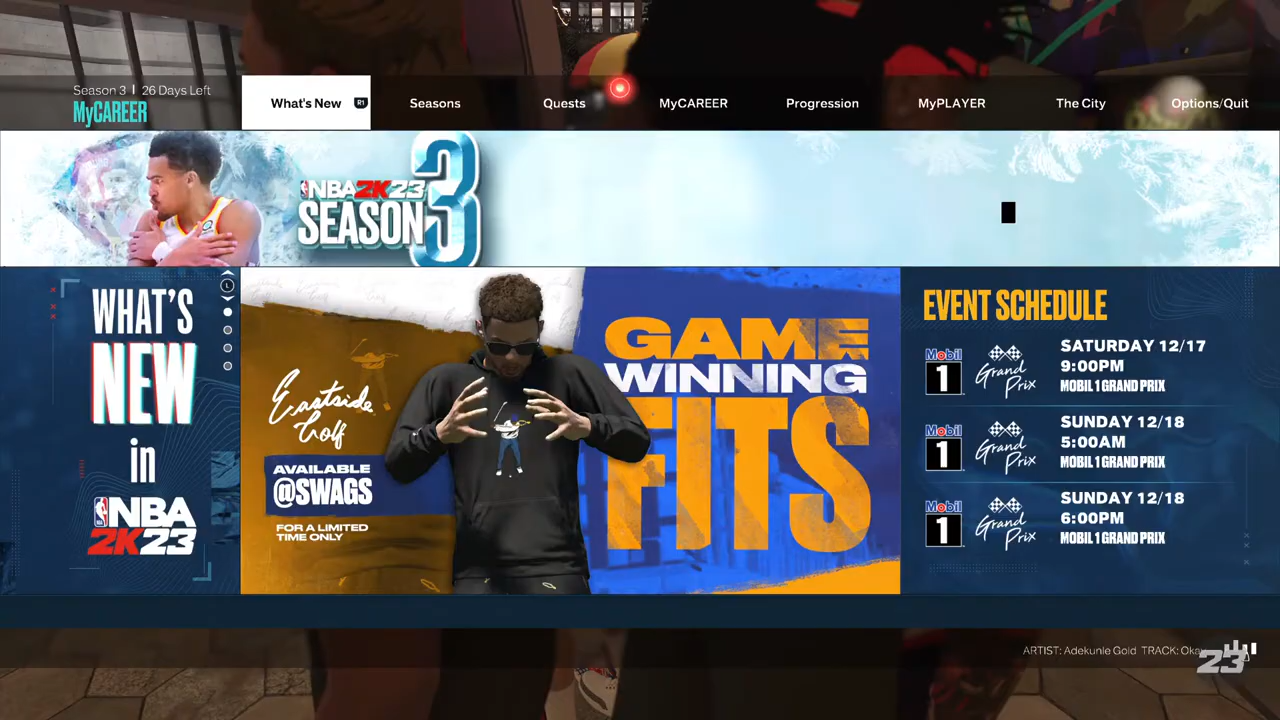 Season 3 | 26 Days Left
MyCAREER
What's New R1
Seasons
Quests
MyCAREER
Progression
MyPLAYER
The City
Options/Quit
NBA2K23
SEASON 3
WHAT'S
NEW
in
NBA
2K23
L
Eastside
Golf
AVAILABLE
@SWAGS
FOR A LIMITED
TIME ONLY
GAME
WINNING
FITS
EVENT SCHEDULE
Mobil
1
Grand
Prix
SATURDAY 12/17
9:00PM
MOBIL 1 GRAND PRIX
Mobil
1
Grand
Prix
SUNDAY 12/18
5:00AM
MOBIL 1 GRAND PRIX
Mobil
1
Grand
Prix
SUNDAY 12/18
6:00PM
MOBIL 1 GRAND PRIX
ARTIST: Adekunle Gold TRACK:
23